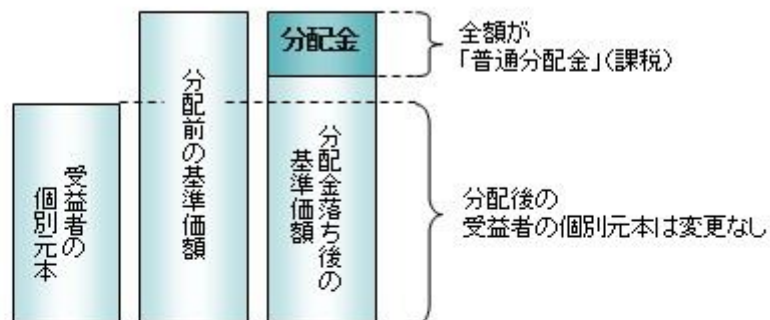 受益者の
個別元本
分配前の基準価額
分配金
分配金落ち後の
基準価額
全額が
「普通分配金」(課税)
分配後の
受益者の個別元本は変更なし